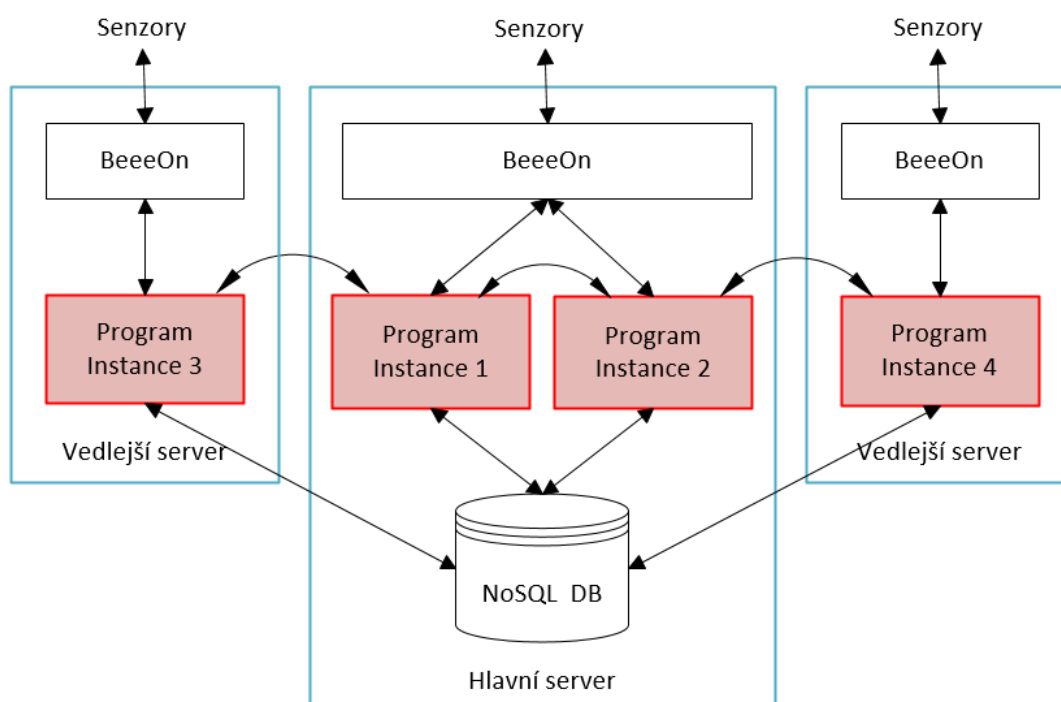 Senzory
Senzory
Senzory
BeeeOn
BeeeOn
BeeeOn
Program
Instance 3
Program
Instance 1
Program
Instance 2
Program
Instance 4
Vedlejší server
Vedlejší server
NoSQL DB
Hlavní server